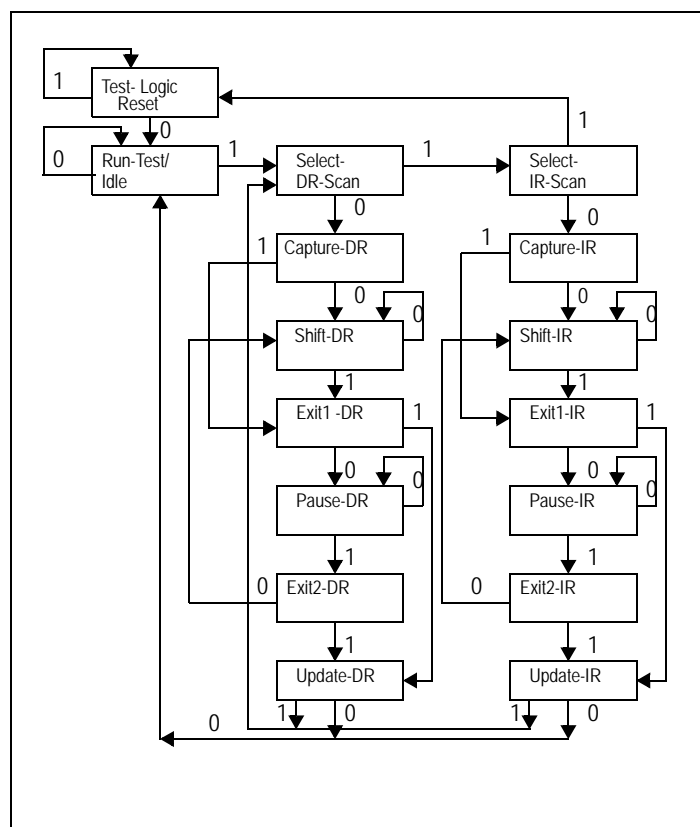 1
Test- Logic
Reset
0
1
0
Run-Test/
Idle
1
Select-
DR-Scan
1
Select-
IR-Scan
0
0
1
Capture-DR
1
Capture-IR
0
0
Shift-DR
0
Shift-IR
0
1
1
Exit1 -DR
1
Exit1-IR
1
0
0
Pause-DR
0
Pause-IR
0
1
1
0
Exit2-DR
0
Exit2-IR
1
1
Update-DR
Update-IR
1
0
1
0
0